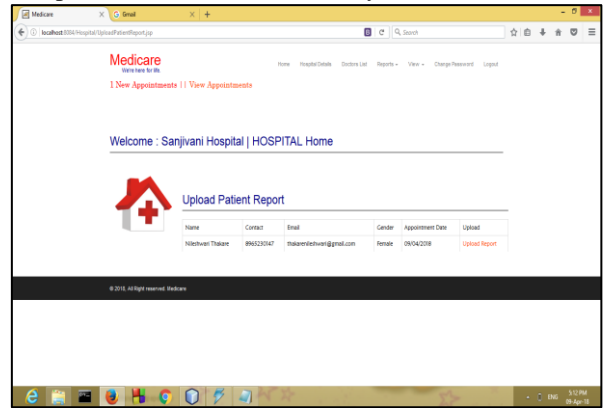 Medicare
Gmail
localhost:8084/Hospital/UploadPatientReport.jsp
Search
Medicare
We're here for life
Home Hospital Details Doctors List Reports View Change Password Logout
1 New Appointments || View Appointments
Welcome : Sanjivani Hospital | HOSPITAL Home
Upload Patient Report
Name Contact Email Gender Appointment Date Upload
Nileshwari Thakare 8965230147 thakarenileshwari@gmail.com Female 09/04/2018 Upload Report
© 2018, All Right reserved. Medicare
ENG 5:12 PM
09-Apr-18